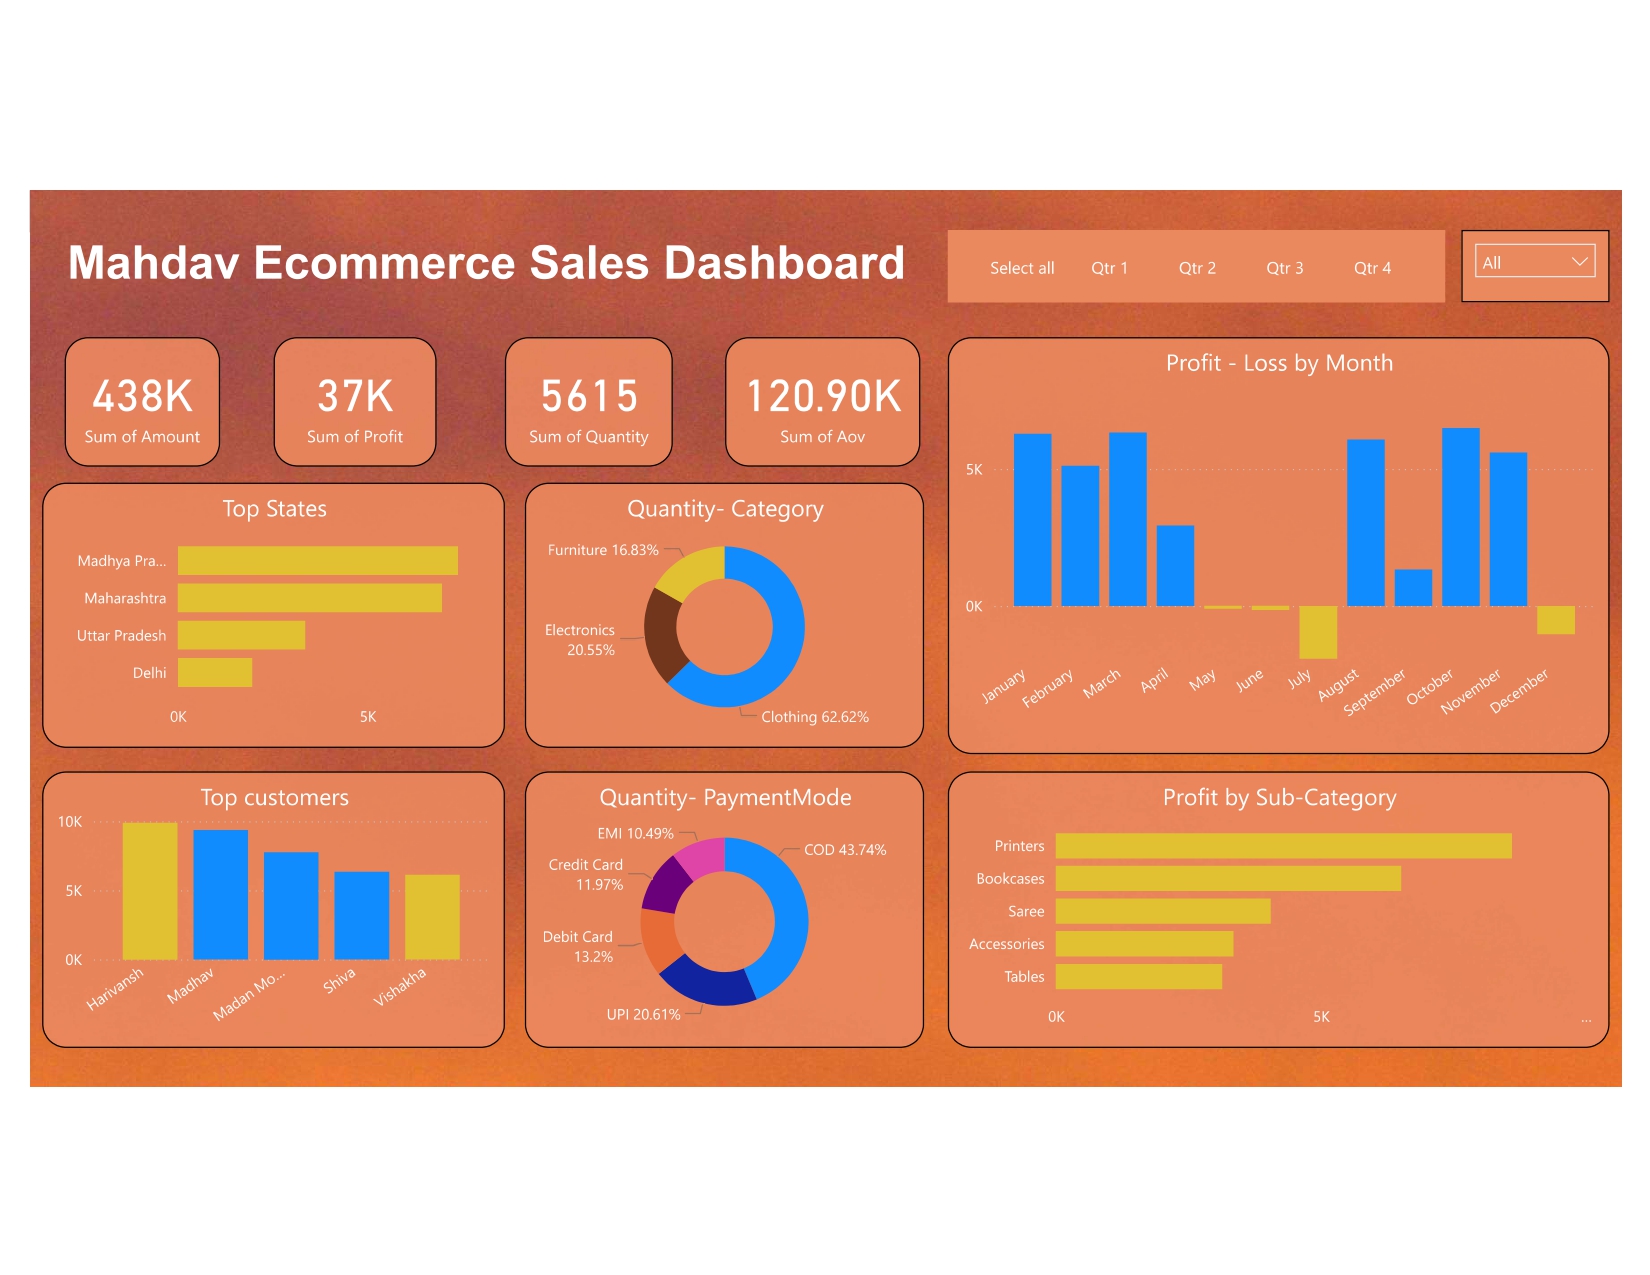 Mahdav Ecommerce Sales Dashboard
Select all Qtr 1 Qtr 2 Qtr 3 Qtr 4
All
438K
Sum of Amount
37K
Sum of Profit
5615
Sum of Quantity
120.90K
Sum of Aov
Profit - Loss by Month
5K
0K
January February March April May June July August September October November December
Top States
Madhya Pra...
Maharashtra
Uttar Pradesh
Delhi
0K 5K
Quantity- Category
Furniture 16.83%
Electronics
20.55%
Clothing 62.62%
Top customers
10K
5K
0K
Harivansh Madhav Madan Mo... Shiva Vishakha
Quantity- PaymentMode
EMI 10.49%
COD 43.74%
Credit Card
11.97%
Debit Card
13.2%
UPI 20.61%
Profit by Sub-Category
Printers
Bookcases
Saree
Accessories
Tables
0K 5K ...